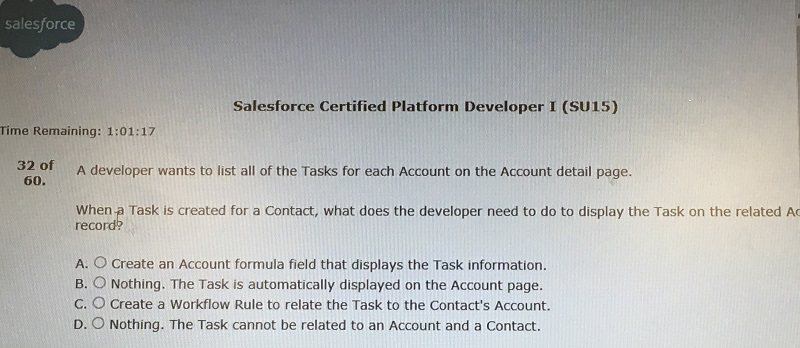 salesforce
Salesforce Certified Platform Developer I (SU15)
Time Remaining: 1:01:17
32 of
60.
A developer wants to list all of the Tasks for each Account on the Account detail page.
When a Task is created for a Contact, what does the developer need to do to display the Task on the related Ac
record?
A. Create an Account formula field that displays the Task information.
B. Nothing. The Task is automatically displayed on the Account page.
C. Create a Workflow Rule to relate the Task to the Contact's Account.
D. Nothing. The Task cannot be related to an Account and a Contact.